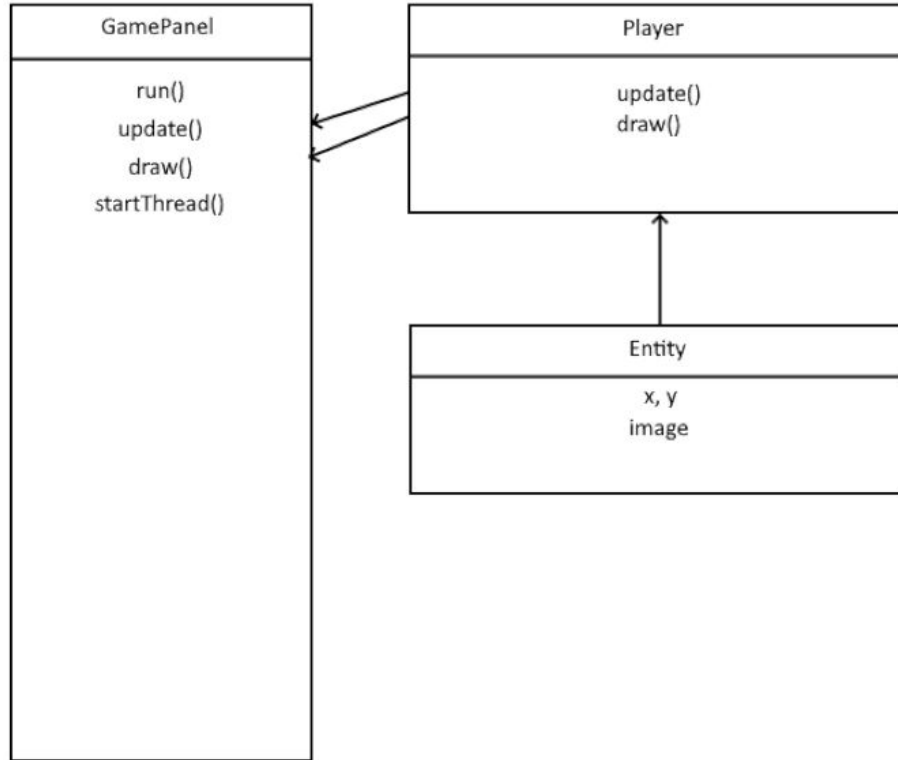 GamePanel
run()
update()
draw()
startThread()
Player
update()
draw()
Entity
x, y
image